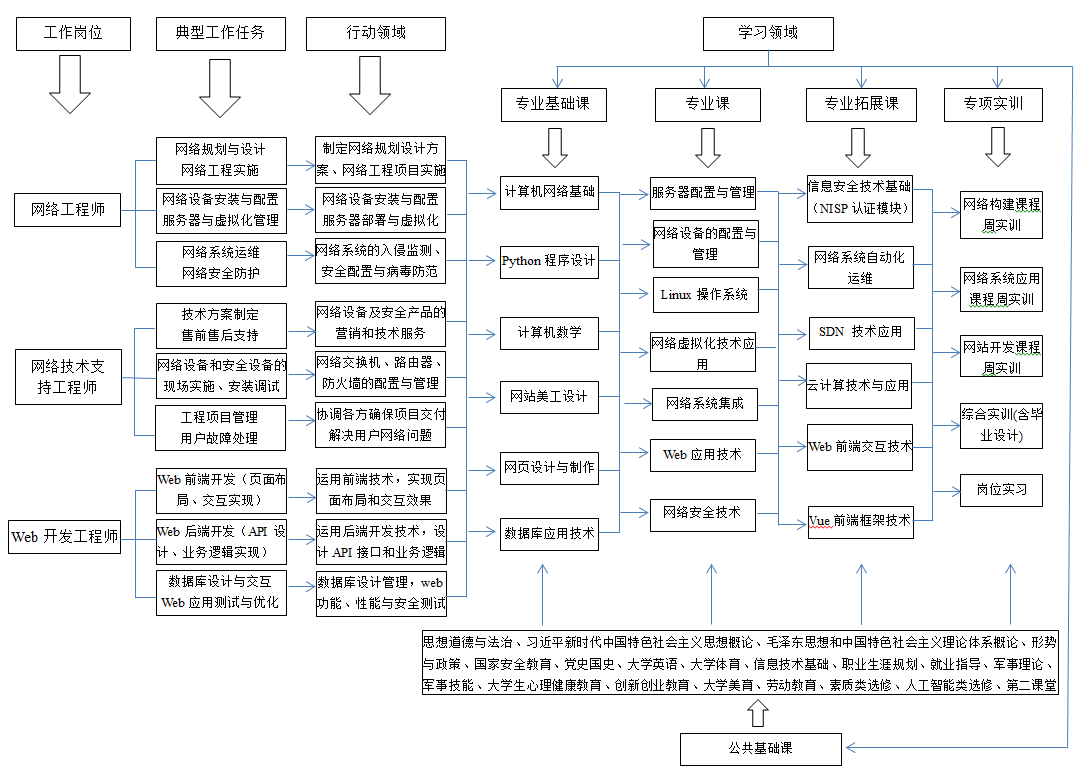 工作岗位
典型工作任务
行动领域
学习领域
专业基础课
专业课
专业拓展课
专项实训
网络工程师
网络规划与设计
网络工程实施
制定网络规划设计方
案、网络工程项目实施
网络设备安装与配置
服务器与虚拟化管理
网络设备安装与配置
服务器部署与虚拟化
网络系统运维
网络安全防护
网络系统的入侵监测、
安全配置与病毒防范
网络技术支
持工程师
技术方案制定
售前售后支持
网络设备及安全产品的
营销和技术服务
网络设备和安全设备的
现场实施、安装调试
网络交换机、路由器、
防火墙的配置与管理
工程项目管理
用户故障处理
协调各方确保项目交付
解决用户网络问题
Web 开发工程师
Web 前端开发（页面布
局、交互实现）
运用前端技术，实现页
面布局和交互效果
Web 后端开发（API 设
计、业务逻辑实现）
运用后端开发技术，设
计 API 接口和业务逻辑
数据库设计与交互
Web 应用测试与优化
数据库设计管理，web
功能、性能与安全测试
计算机网络基础
Python 程序设计
计算机数学
网站美工设计
网页设计与制作
数据库应用技术
服务器配置与管理
网络设备的配置与
管理
Linux 操作系统
网络虚拟化技术应
用
网络系统集成
Web 应用技术
网络安全技术
信息安全技术基础
（NISP 认证模块）
网络系统自动化
运维
SDN 技术应用
云计算技术与应用
Web 前端交互技术
Vue 前端框架技术
网络构建课程
周实训
网络系统应用
课程周实训
网站开发课程
周实训
综合实训(含毕
业设计)
岗位实习
思想道德与法治、习近平新时代中国特色社会主义思想概论、毛泽东思想和中国特色社会主义理论体系概论、形势
与政策、国家安全教育、党史国史、大学英语、大学体育、信息技术基础、职业生涯规划、就业指导、军事理论、
军事技能、大学生心理健康教育、创新创业教育、大学美育、劳动教育、素质类选修、人工智能类选修、第二课堂
公共基础课